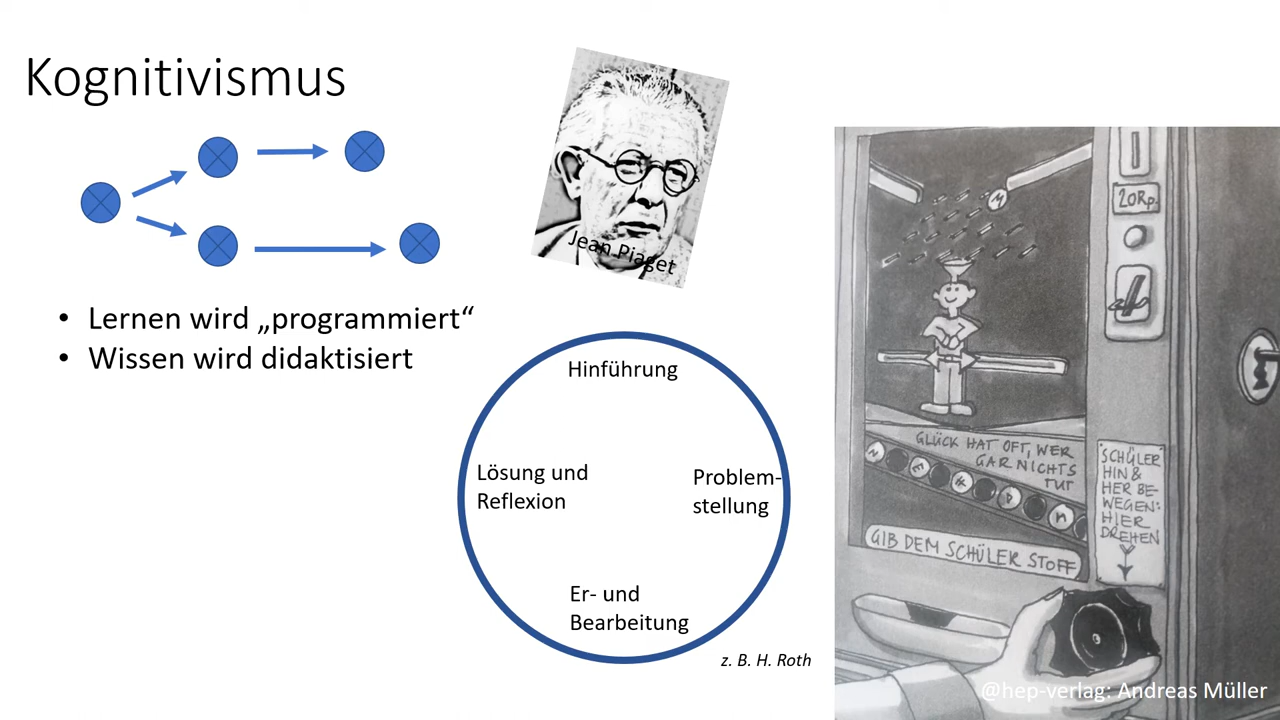 Kognitivismus
• Lernen wird „programmiert“
• Wissen wird didaktisiert
Jean Piaget
Hinführung
Problem-
stellung
Er- und
Bearbeitung
Lösung und
Reflexion
z. B. H. Roth
20Rp.
GLÜCK HAT OFT, WER
GAR NICHTS
TUT
GIB DEM SCHÜLER STOFF
SCHÜLER
HIN &
HER BE-
WEGEN:
HIER
DREHEN
@hep-verlag: Andreas Müller